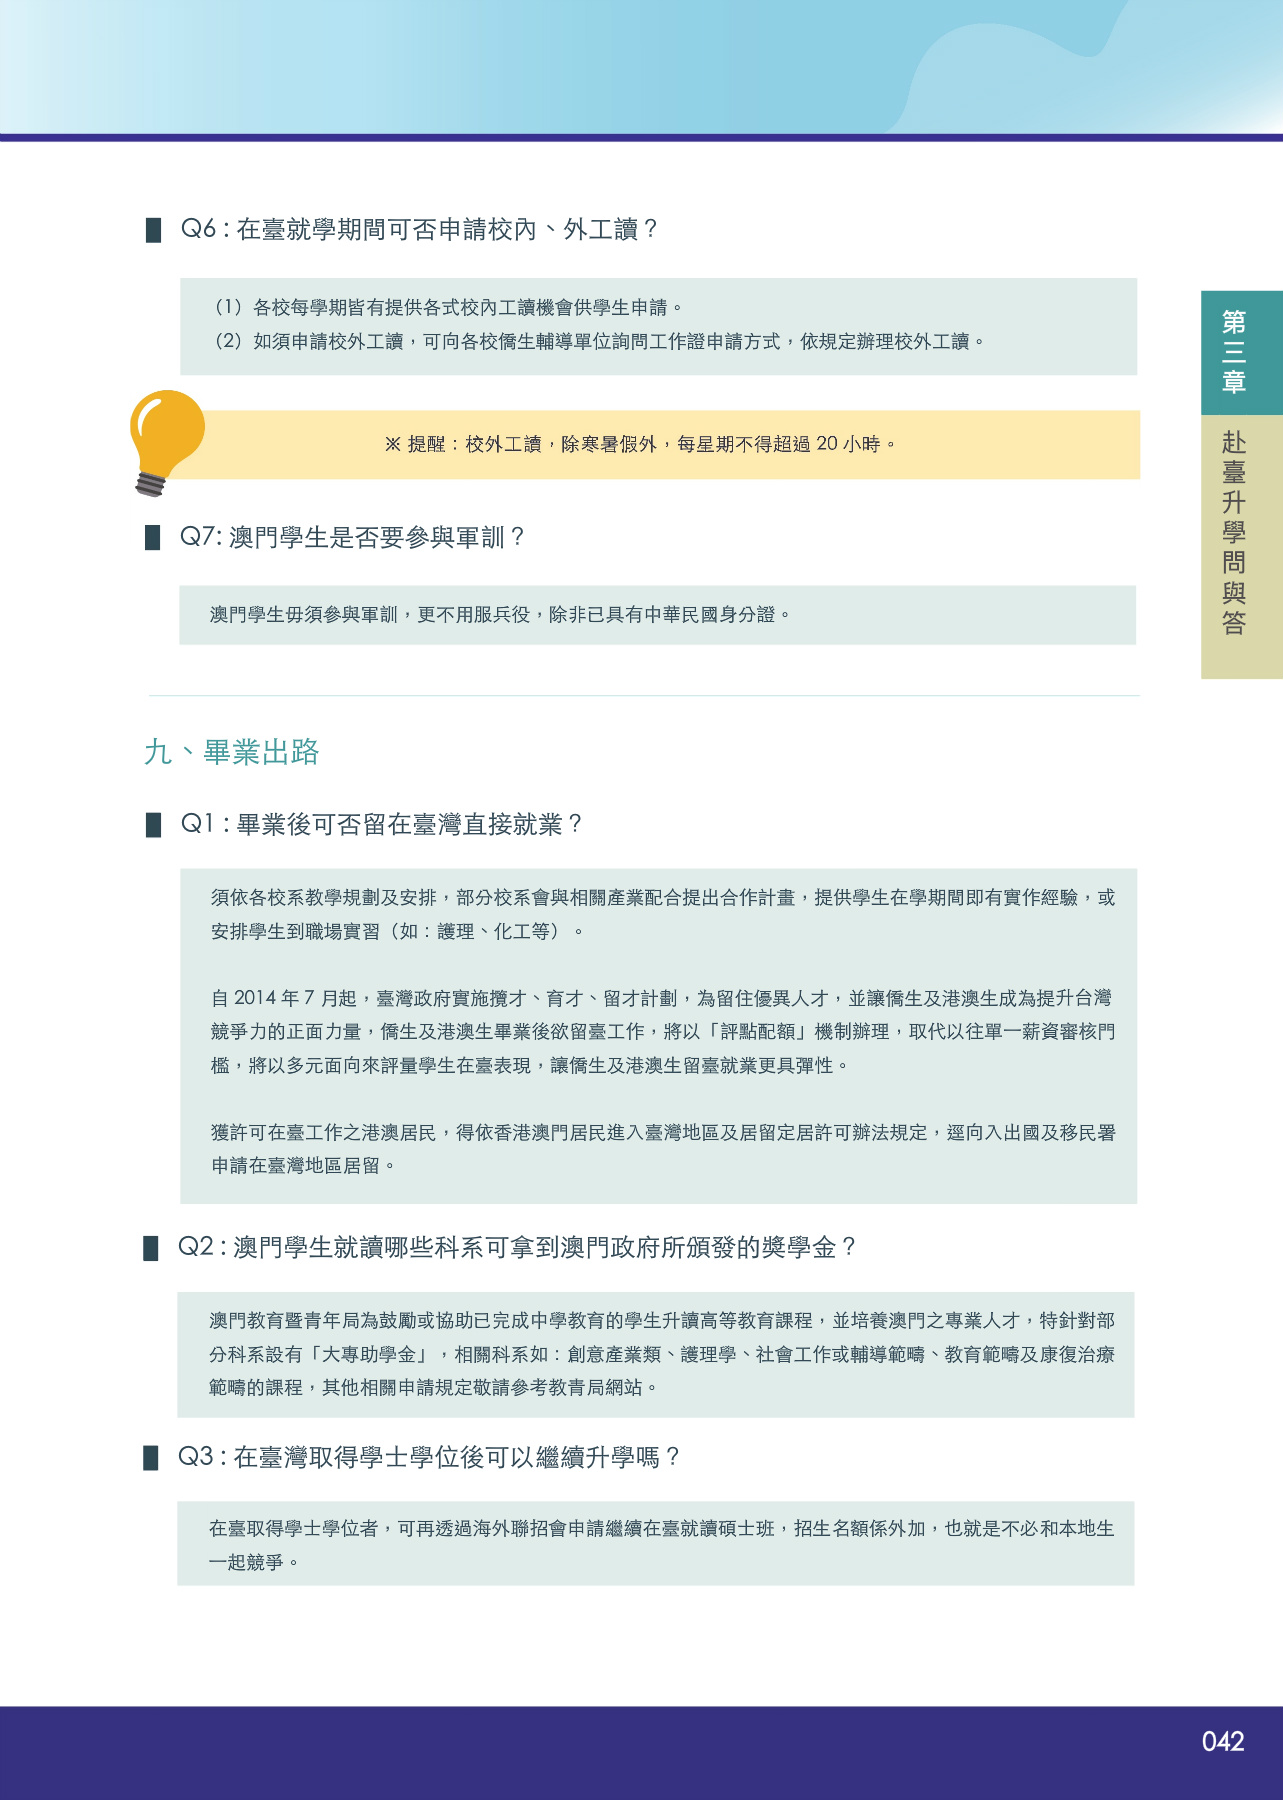 Q6 : 在臺就學期間可否申請校內、外工讀？
（1）各校每學期皆有提供各式校內工讀機會供學生申請。
（2）如須申請校外工讀，可向各校僑生輔導單位詢問工作證申請方式，依規定辦理校外工讀。
※ 提醒：校外工讀，除寒暑假外，每星期不得超過 20 小時。
Q7: 澳門學生是否要參與軍訓？
澳門學生毋須參與軍訓，更不用服兵役，除非已具有中華民國身分證。
九、畢業出路
Q1 : 畢業後可否留在臺灣直接就業？
須依各校系教學規劃及安排，部分校系會與相關產業配合提出合作計畫，提供學生在學期間即有實作經驗，或
安排學生到職場實習（如：護理、化工等）。
自 2014 年 7 月起，臺灣政府實施攬才、育才、留才計劃，為留住優異人才，並讓僑生及港澳生成為提升台灣
競爭力的正面力量，僑生及港澳生畢業後欲留臺工作，將以「評點配額」機制辦理，取代以往單一薪資審核門
檻，將以多元面向來評量學生在臺表現，讓僑生及港澳生留臺就業更具彈性。
獲許可在臺工作之港澳居民，得依香港澳門居民進入臺灣地區及居留定居許可辦法規定，逕向入出國及移民署
申請在臺灣地區居留。
Q2 : 澳門學生就讀哪些科系可拿到澳門政府所頒發的獎學金？
澳門教育暨青年局為鼓勵或協助已完成中學教育的學生升讀高等教育課程，並培養澳門之專業人才，特針對部
分科系設有「大專助學金」，相關科系如：創意產業類、護理學、社會工作或輔導範疇、教育範疇及康復治療
範疇的課程，其他相關申請規定敬請參考教青局網站。
Q3 : 在臺灣取得學士學位後可以繼續升學嗎？
在臺取得學士學位者，可再透過海外聯招會申請繼續在臺就讀碩士班，招生名額係外加，也就是不必和本地生
一起競爭。
第三章
赴臺升學問與答
042